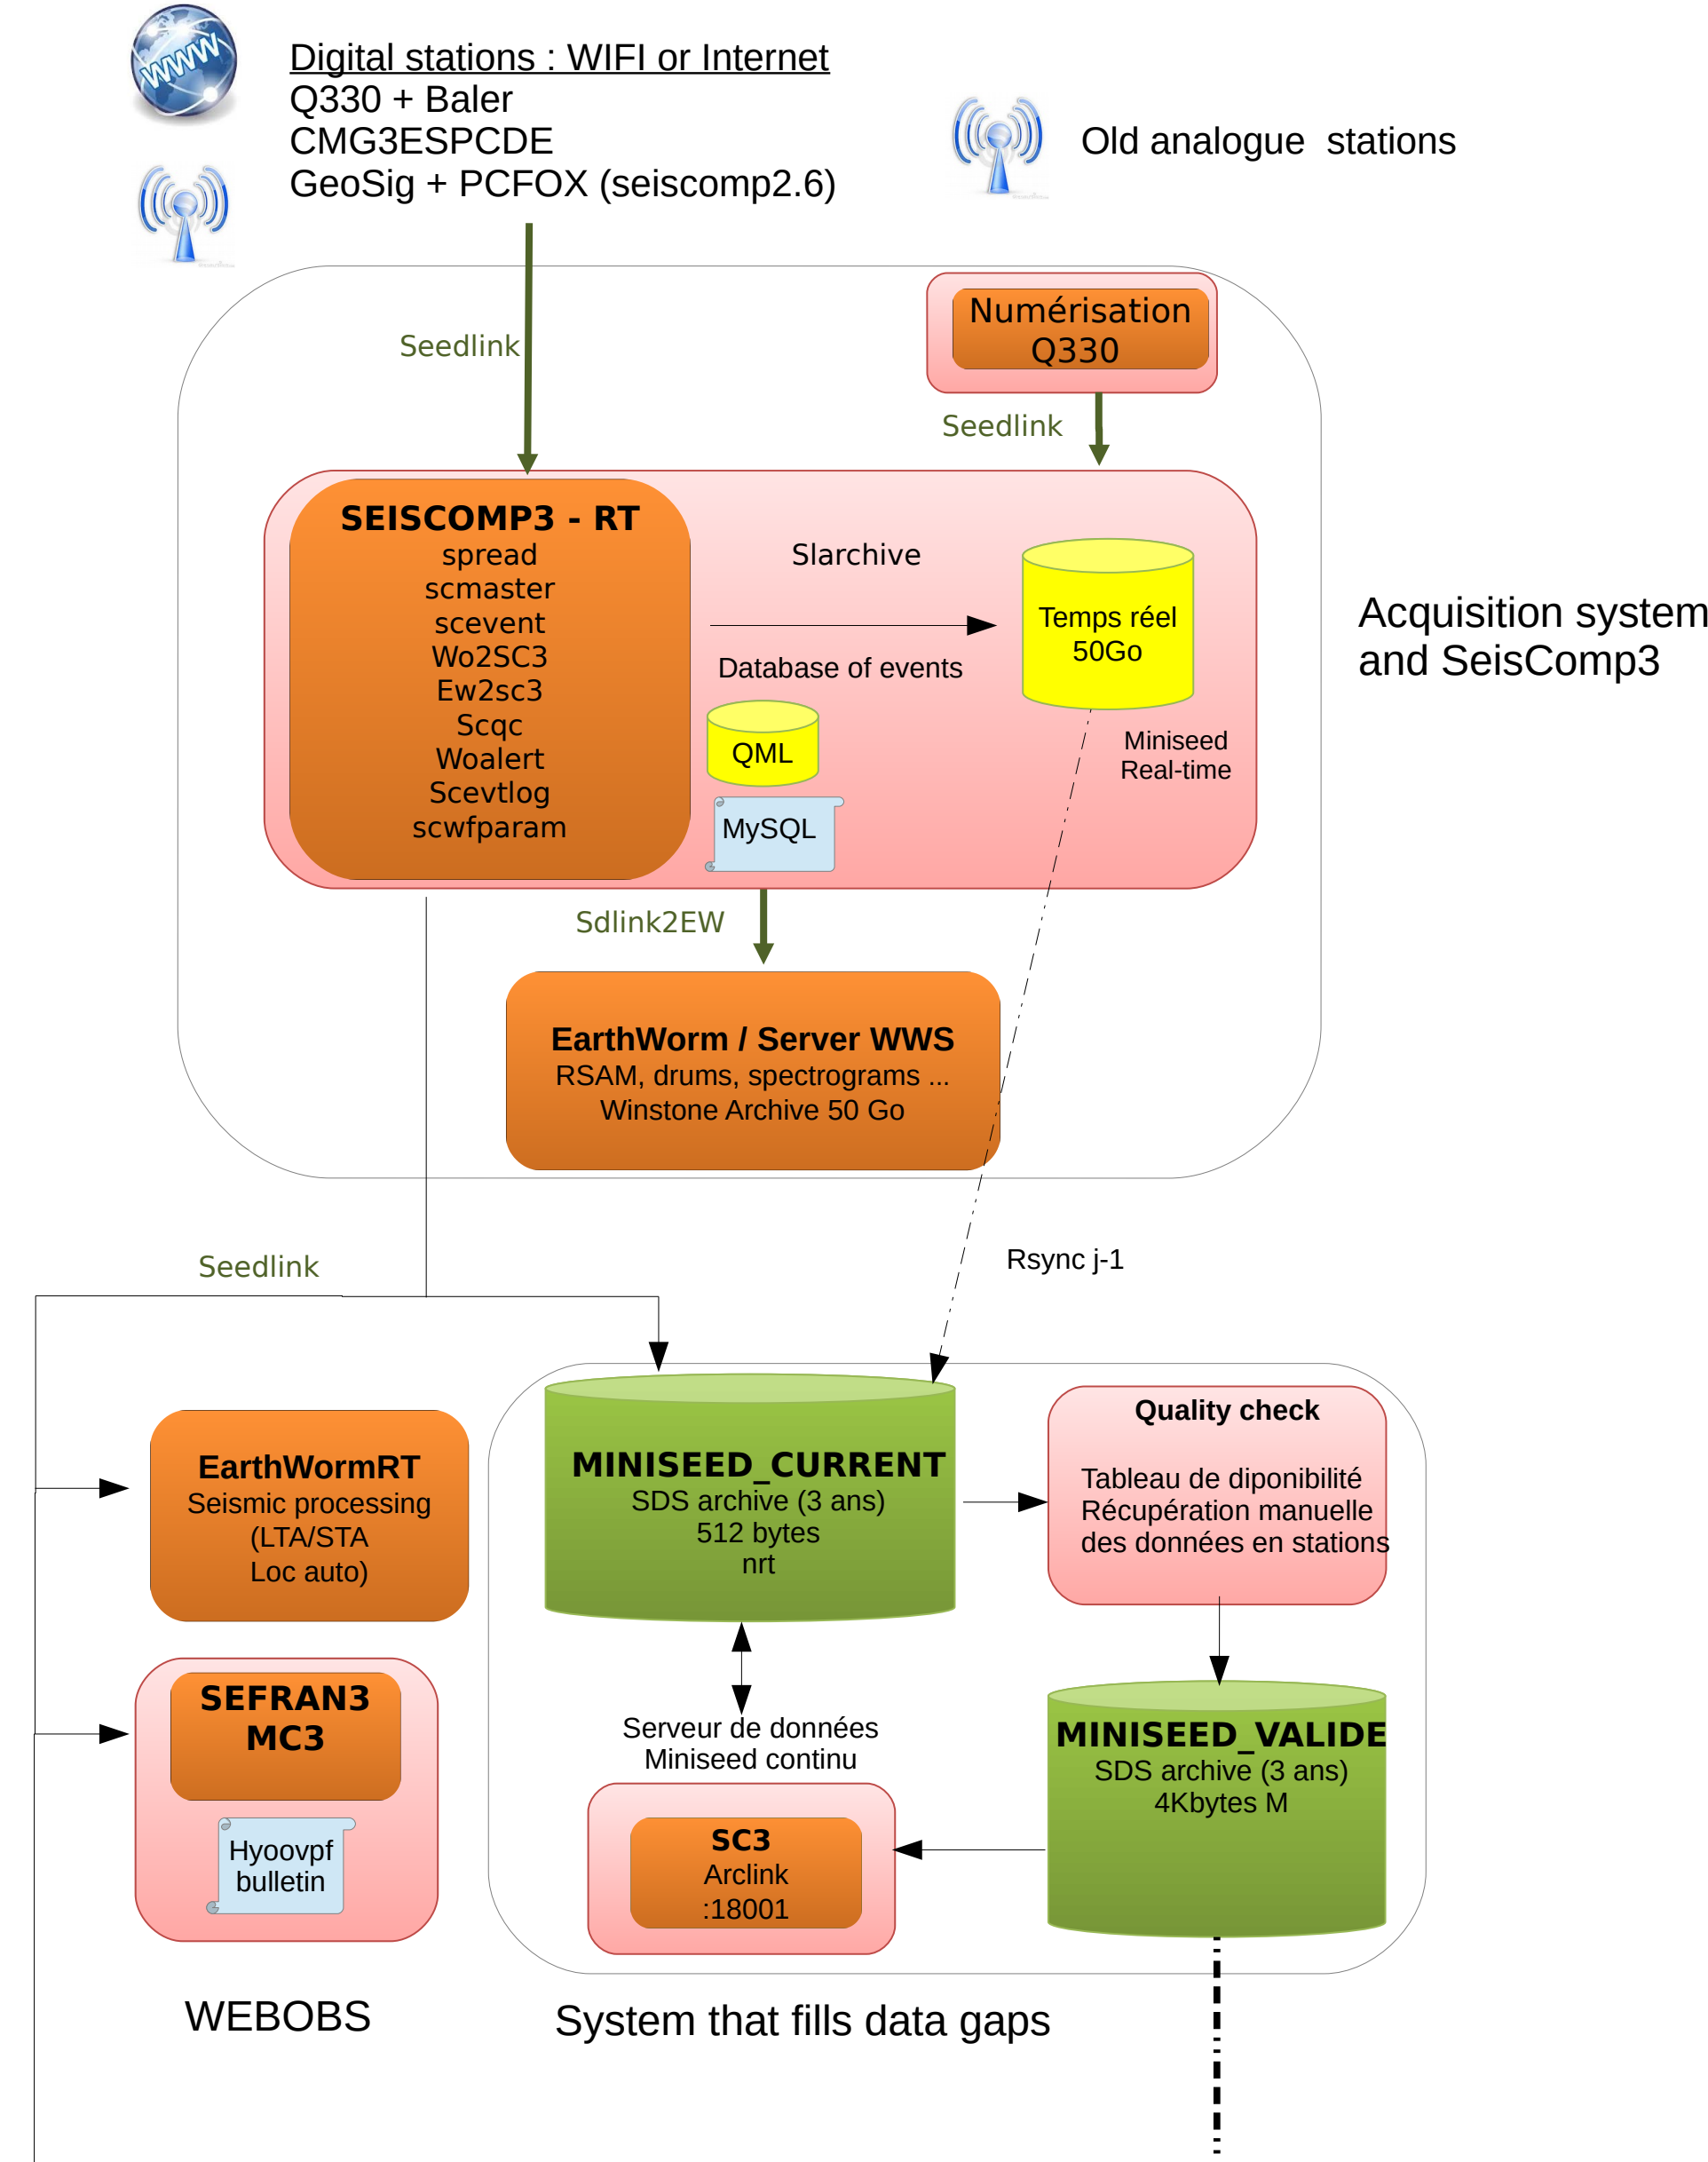 WWW
Digital stations : WIFI or Internet
Q330 + Baler
CMG3ESPCDE
GeoSig + PCFOX (seiscomp2.6)
Old analogue  stations
Numérisation
Q330
Seedlink
Seedlink
SEISCOMP3 - RT
spread
scmaster
scevent
Wo2SC3
Ew2sc3
Scqc
Woalert
Scevtlog
scwfparam
Slarchive
Temps réel
50Go
Database of events
QML
MySQL
Miniseed
Real-time
Acquisition system
and SeisComp3
Sdlink2EW
EarthWorm / Server WWS
RSAM, drums, spectrograms ...
Winstone Archive 50 Go
Seedlink
Rsync j-1
EarthWormRT
Seismic processing
(LTA/STA
Loc auto)
MINISEED_CURRENT
SDS archive (3 ans)
512 bytes
nrt
Quality check
Tableau de diponibilité
Récupération manuelle
des données en stations
SEFRAN3
MC3
Hyoovpf
bulletin
Serveur de données
Miniseed continu
MINISEED_VALIDE
SDS archive (3 ans)
4Kbytes M
SC3
Arclink
:18001
WEBOBS
System that fills data gaps